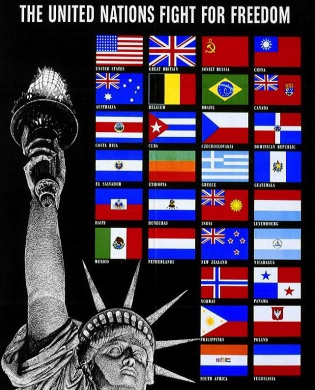 THE UNITED NATIONS FIGHT FOR FREEDOM
UNITED STATES GREAT BRITAIN SOVIET RUSSIA CHINA
AUSTRALIA BELGIUM BRAZIL CANADA
COSTA RICA CUBA CZECHOSLOVAKIA DOMINICAN REPUBLIC
EL SALVADOR ETHIOPIA GREECE GUATEMALA
HAITI HONDURAS INDIA LUXEMBOURG
MEXICO NETHERLANDS NEW ZEALAND NICARAGUA
NORWAY PANAMA
PHILIPPINES POLAND
SOUTH AFRICA YUGOSLAVIA